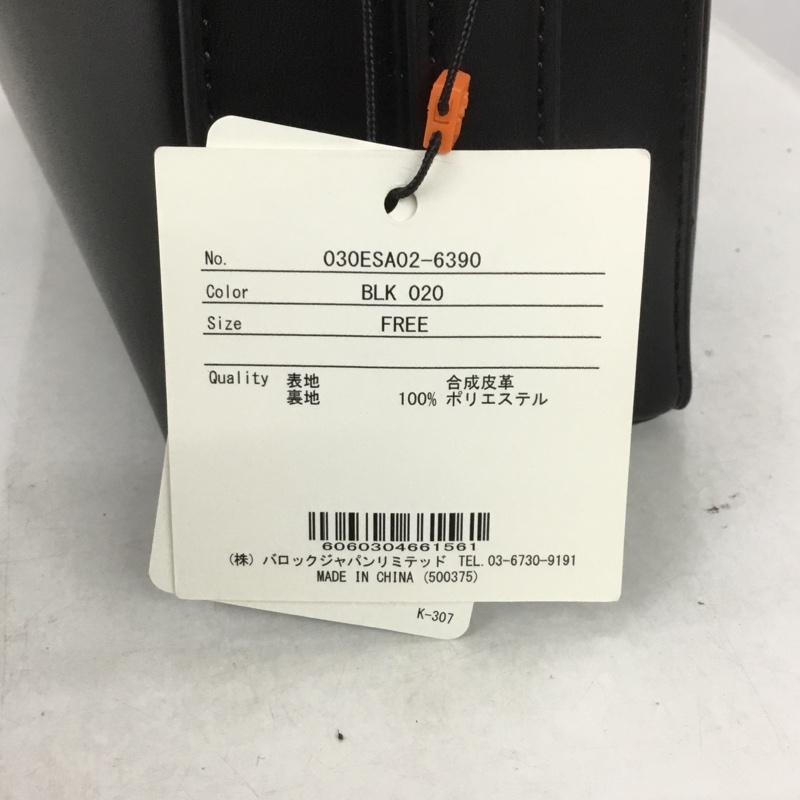 No. 030ESA02-6390
Color BLK 020
Size FREE
Quality 表地 合成皮革
裏地 100% ポリエステル
6060304661561
(株) バロックジャパンリミテッド TEL.03-6730-9191
MADE IN CHINA (500375)
K-307